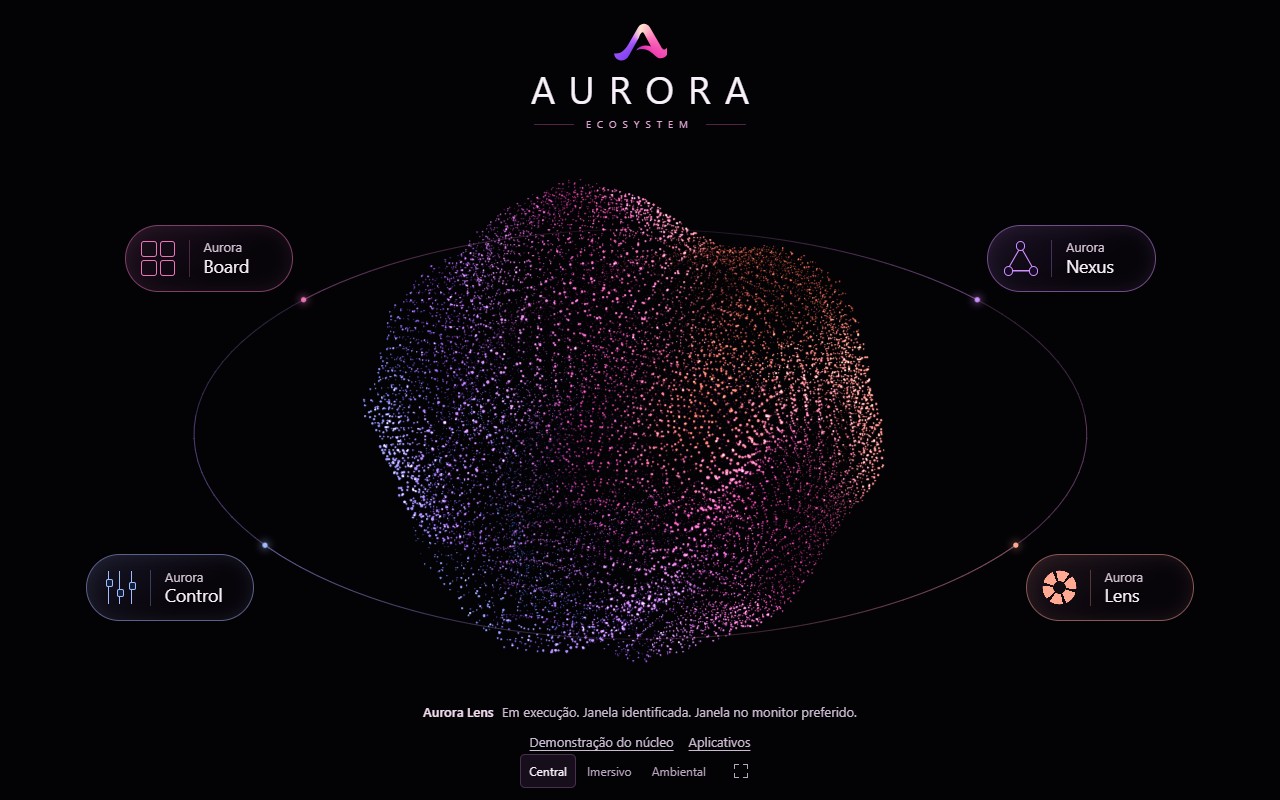 AURORA
ECOSYSTEM
Aurora
Board
Aurora
Nexus
Aurora
Control
Aurora
Lens
Aurora Lens Em execução. Janela identificada. Janela no monitor preferido.
Demonstração do núcleo Aplicativos
Central Imersivo Ambiental